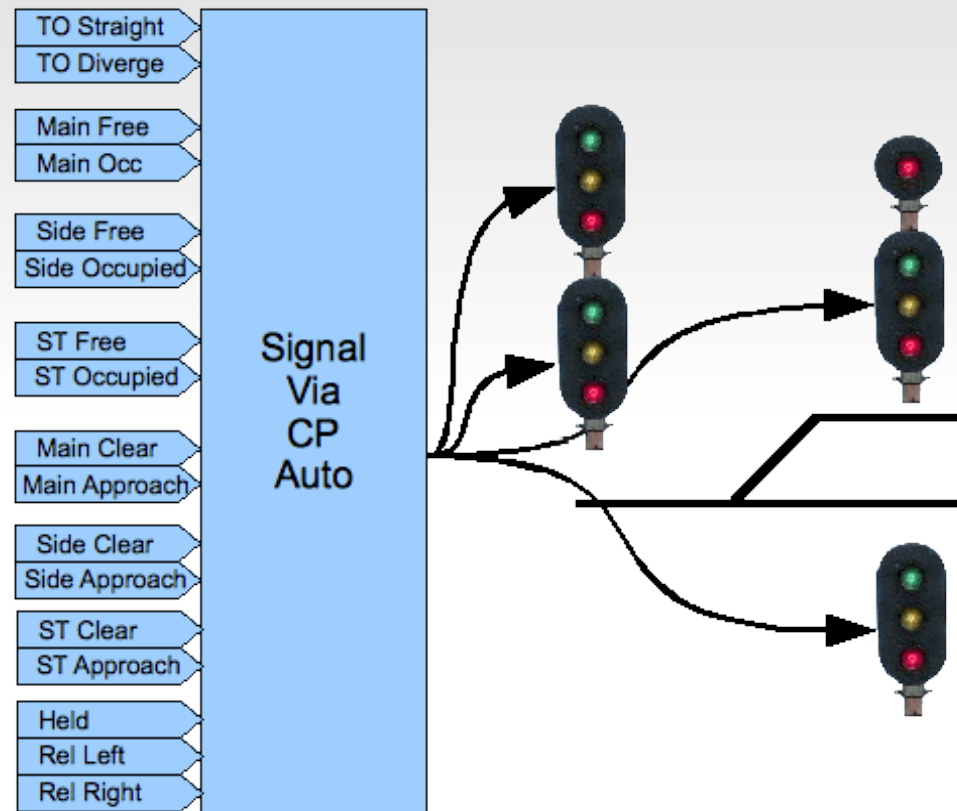 TO Straight
TO Diverge
Main Free
Main Occ
Side Free
Side Occupied
ST Free
ST Occupied
Main Clear
Main Approach
Side Clear
Side Approach
ST Clear
ST Approach
Held
Rel Left
Rel Right
Signal
Via
CP
Auto